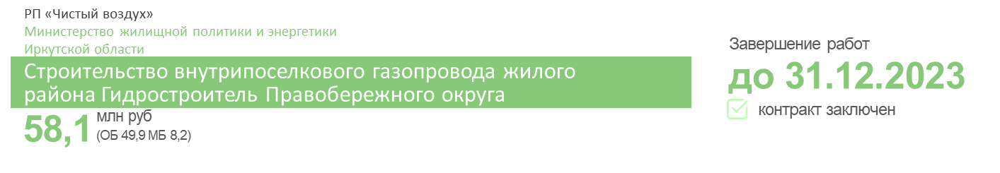 РП «Чистый воздух»
Министерство жилищной политики и энергетики
Иркутской области
Строительство внутрипоселкового газопровода жилого
района Гидростроитель Правобережного округа
58,1 млн руб
(ОБ 49,9 МБ 8,2)
Завершение работ
до 31.12.2023
контракт заключен